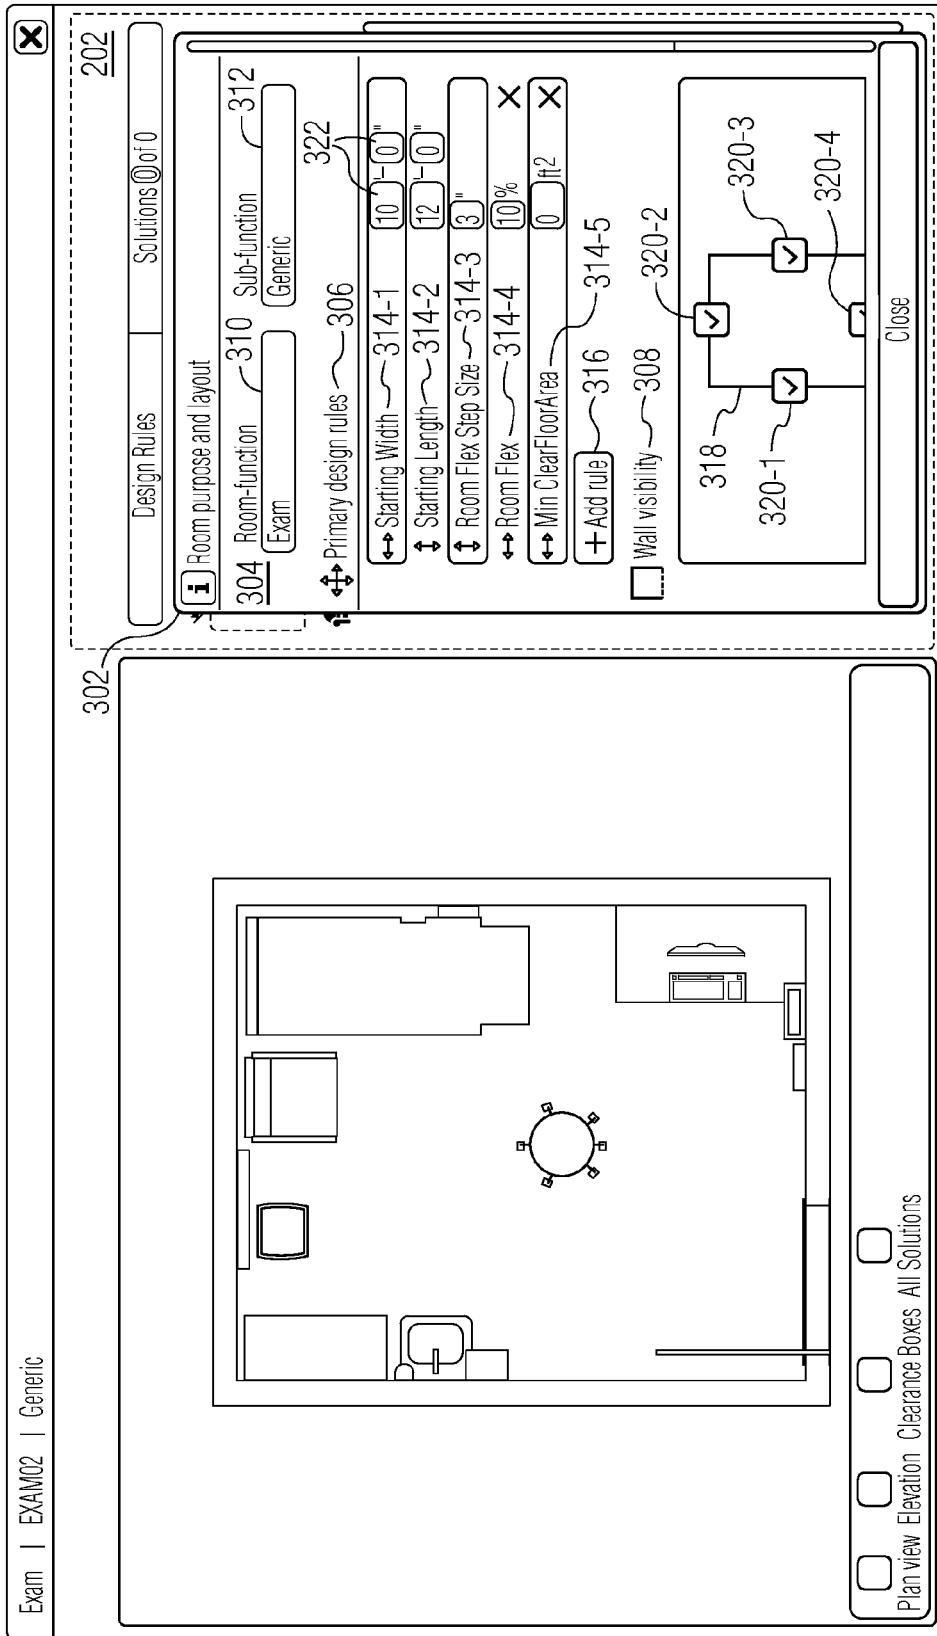 Exam | EXAM02 | Generic
202
302
Design Rules
Solutions 0 of 0
i Room purpose and layout
304
Room-function 310
Sub-function 312
Exam
Generic
Primary design rules 306
322
Starting Width 314-1 10 '- 0 "
Starting Length 314-2 12 '- 0 "
Room Flex Step Size 314-3 3 "
Room Flex 314-4 10 %
Min ClearFloorArea 314-5 0 ft2
+ Add rule 316
Wall visibility 308
320-2
318
320-3
320-1
320-4
Close
Plan view Elevation Clearance Boxes All Solutions